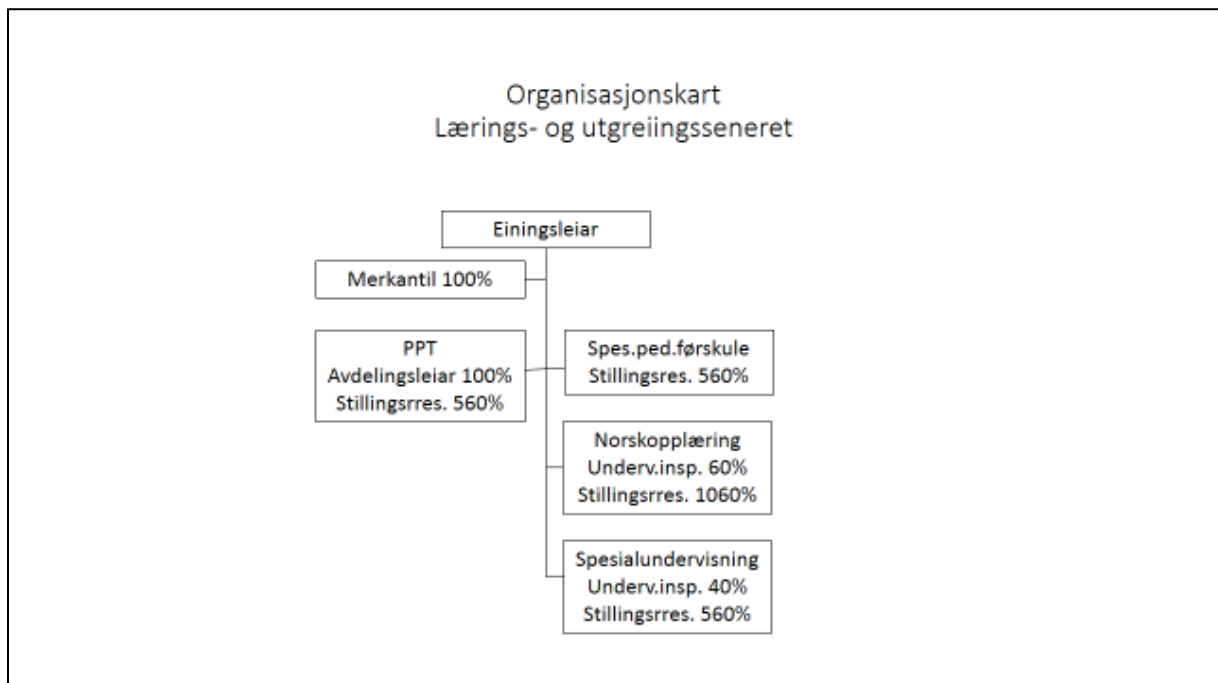 Organisasjonskart
Lærings- og utgreiingsseneret
Einingsleiar
Merkantil 100%
PPT
Avdelingsleiar 100%
Stillingsrres. 560%
Spes.ped.førskule
Stillingsres. 560%
Norskopplæring
Underv.insp. 60%
Stillingsrres. 1060%
Spesialundervisning
Underv.insp. 40%
Stillingsrres. 560%